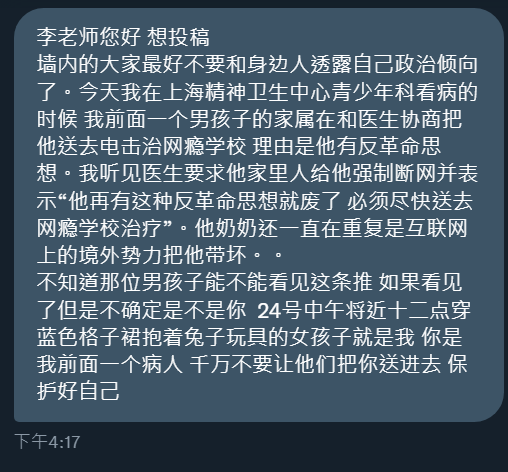 李老师您好 想投稿
墙内的大家最好不要和身边人透露自己政治倾向
了。今天我在上海精神卫生中心青少年科看病的
时候 我前面一个男孩子的家属在和医生协商把
他送去电击治网瘾学校 理由是他有反革命思
想。我听见医生要求他家里人给他强制断网并表
示“他再有这种反革命思想就废了 必须尽快送去
网瘾学校治疗”。他奶奶还一直在重复是互联网
上的境外势力把他带坏。。
不知道那位男孩子能不能看见这条推 如果看见
了但是不确定是不是你  24号中午将近十二点穿
蓝色格子裙抱着兔子玩具的女孩子就是我 你是
我前面一个病人 千万不要让他们把你送进去 保
护好自己
下午4:17